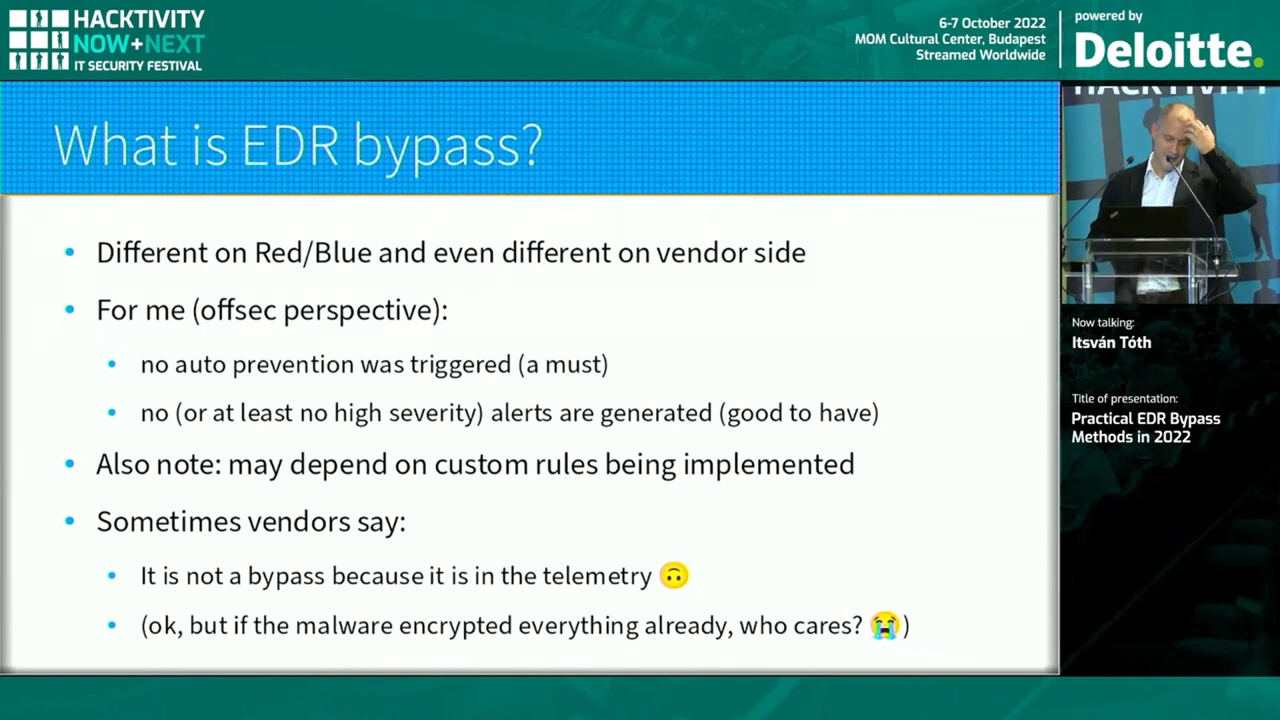 HACKTIVITY
NOW+NEXT
IT SECURITY FESTIVAL
6-7 October 2022
MOM Cultural Center, Budapest
Streamed Worldwide
powered by
Deloitte.
What is EDR bypass?
• Different on Red/Blue and even different on vendor side
• For me (offsec perspective):
• no auto prevention was triggered (a must)
• no (or at least no high severity) alerts are generated (good to have)
• Also note: may depend on custom rules being implemented
• Sometimes vendors say:
• It is not a bypass because it is in the telemetry 🙃
• (ok, but if the malware encrypted everything already, who cares? 😭)
HACKTIVITY
Now talking:
Itsván Tóth
Title of presentation:
Practical EDR Bypass
Methods in 2022